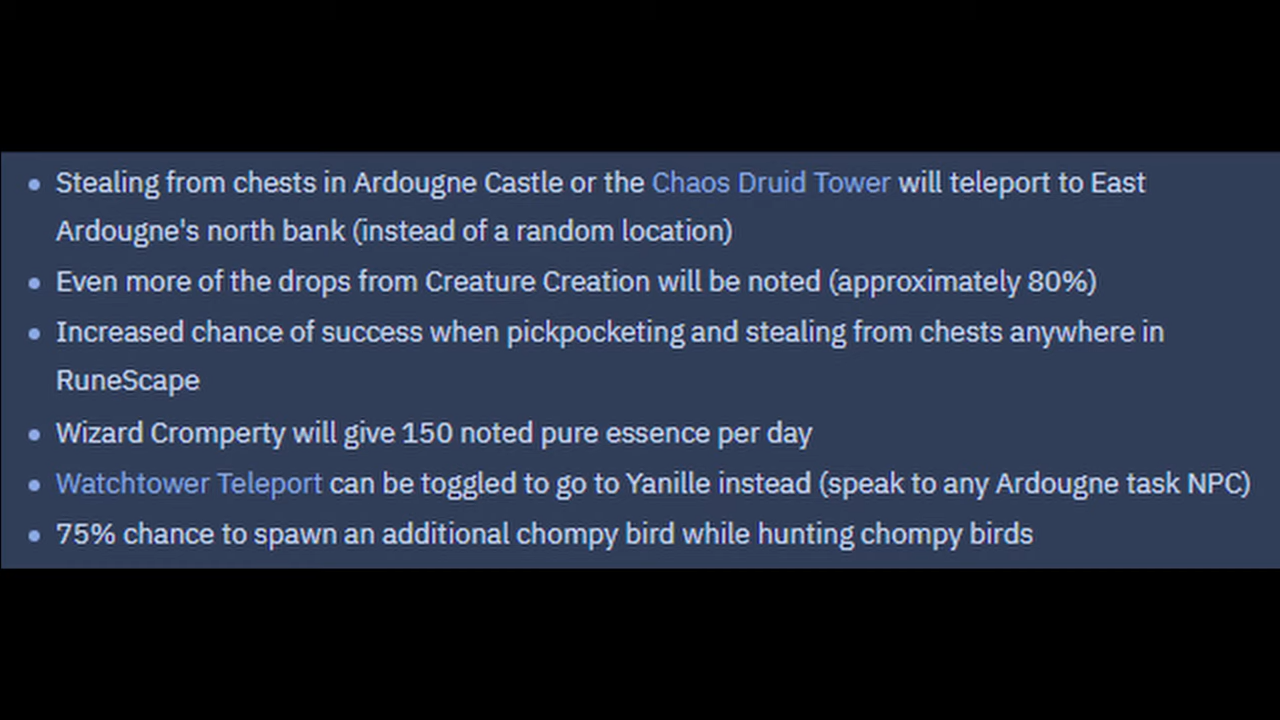 Stealing from chests in Ardougne Castle or the Chaos Druid Tower will teleport to East
Ardougne's north bank (instead of a random location)
Even more of the drops from Creature Creation will be noted (approximately 80%)
Increased chance of success when pickpocketing and stealing from chests anywhere in
RuneScape
Wizard Cromperty will give 150 noted pure essence per day
Watchtower Teleport can be toggled to go to Yanille instead (speak to any Ardougne task NPC)
75% chance to spawn an additional chompy bird while hunting chompy birds